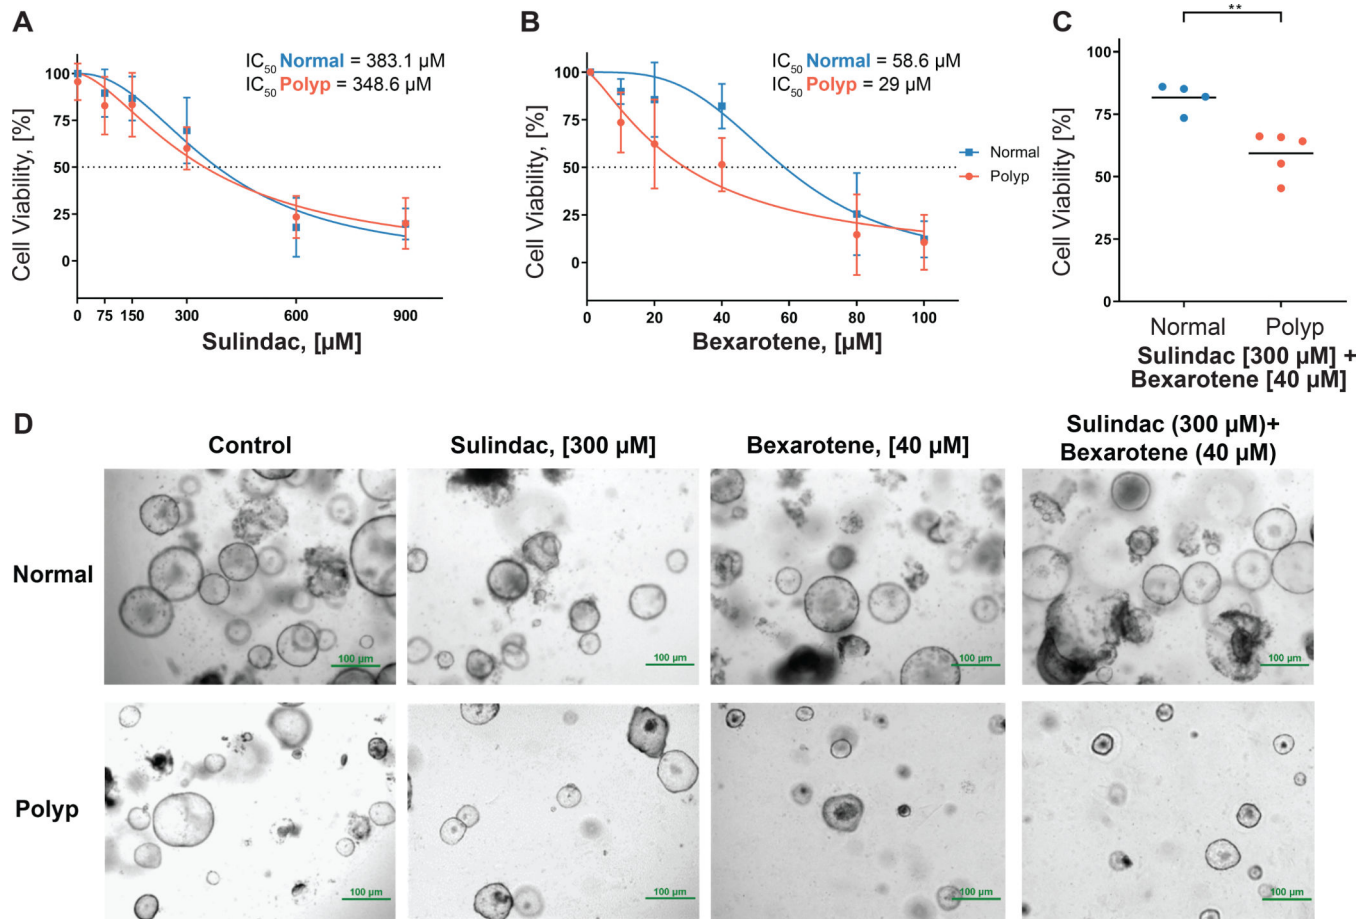 A
IC50 Normal = 383.1 µM
IC50 Polyp = 348.6 µM
Cell Viability, [%]
100
75
50
25
0
0 75 150 300 600 900
Sulindac, [µM]
B
IC50 Normal = 58.6 µM
IC50 Polyp = 29 µM
Cell Viability, [%]
100
75
50
25
0
0 20 40 60 80 100
Bexarotene, [µM]
Normal
Polyp
C
**
Cell Viability [%]
100
75
50
25
0
Normal Polyp
Sulindac [300 µM] +
Bexarotene [40 µM]
D
Control
Sulindac, [300 µM]
Bexarotene, [40 µM]
Sulindac (300 µM)+
Bexarotene (40 µM)
Normal
100 µm
100 µm
100 µm
100 µm
Polyp
100 µm
100 µm
100 µm
100 µm